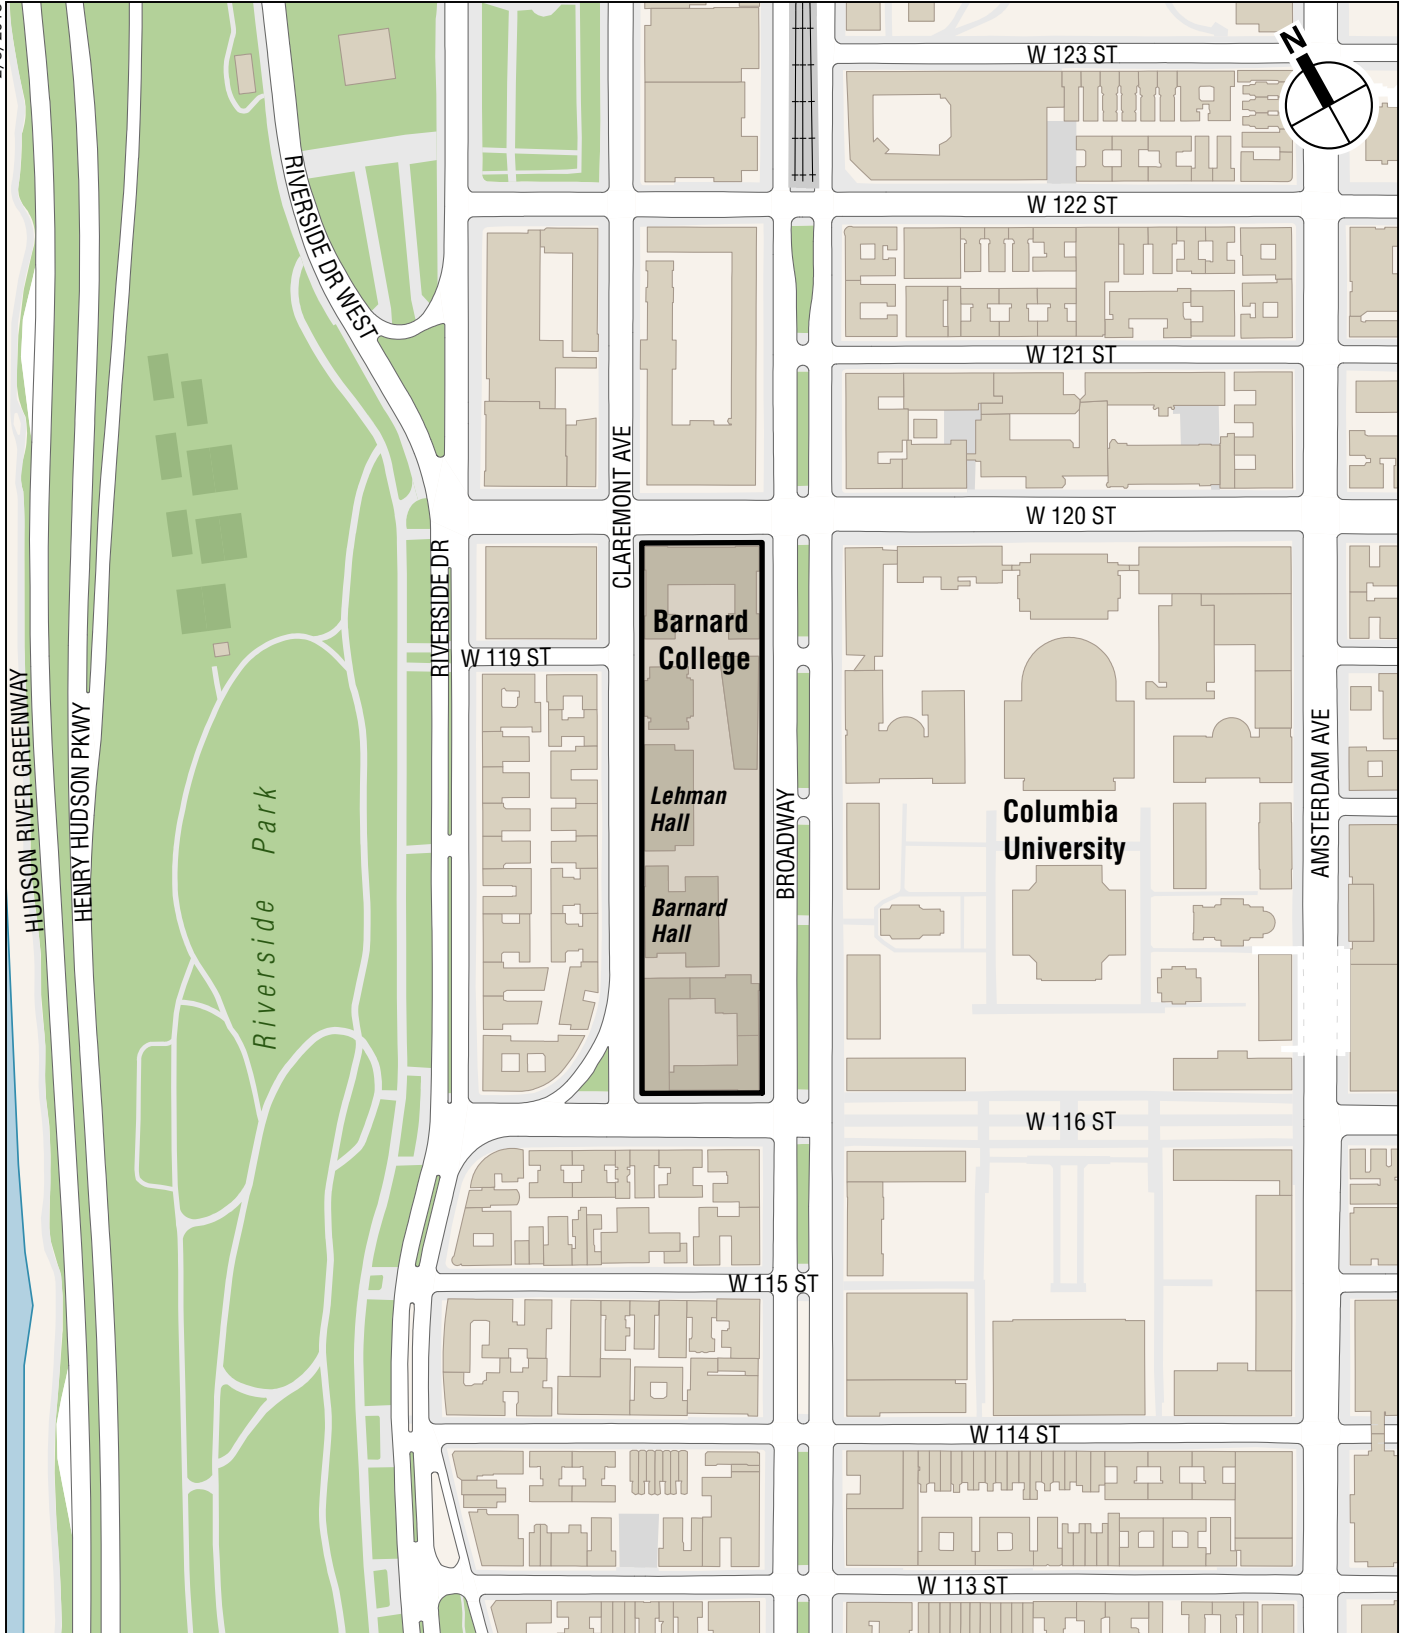 W 123 ST
N
RIVERSIDE DR WEST
W 122 ST
W 121 ST
CLAREMONT AVE
W 120 ST
RIVERSIDE DR
Barnard
College
W 119 ST
HUDSON RIVER GREENWAY
HENRY HUDSON PKWY
Riverside Park
Lehman
Hall
BROADWAY
Columbia
University
AMSTERDAM AVE
Barnard
Hall
W 116 ST
W 115 ST
W 114 ST
W 113 ST